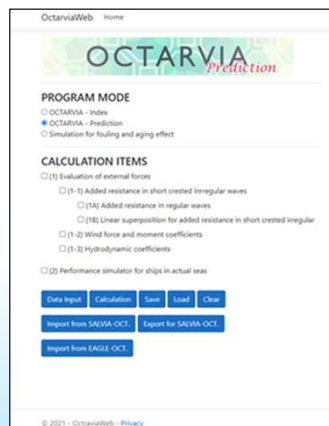 OctarviaWeb Home
OCTARVIA
Prediction
PROGRAM MODE
OCTARVIA - Index
OCTARVIA - Prediction
Simulation for fouling and aging effect
CALCULATION ITEMS
(1) Evaluation of external forces
(1-1) Added resistance in short crested inrregular waves
(1A) Added resistance in regular waves
(1B) Linear superposition for added resistance in short crested irregular
(1-2) Wind force and moment coefficients
(1-3) Hydrodynamic coefficients
(2) Performance simulator for ships in actual seas
Data Input Calculation Save Load Clear
Import from SALVIA-OCT. Export for SALVIA-OCT.
Import from EAGLE-OCT.
© 2021 - OctraviaWeb - Privacy